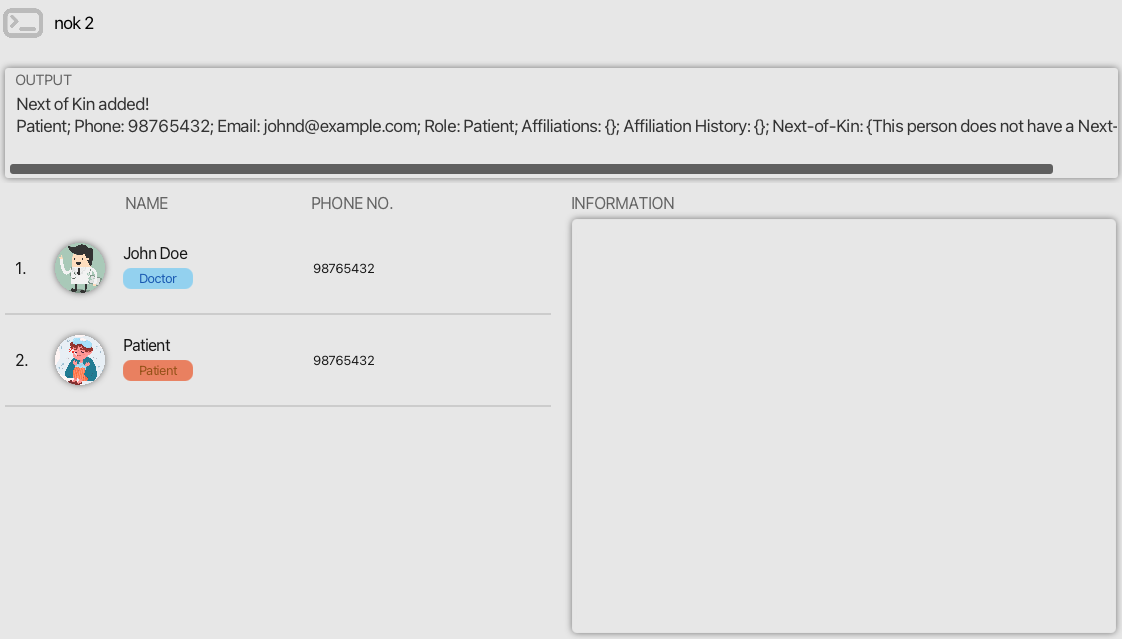 nok 2
OUTPUT
Next of Kin added!
Patient; Phone: 98765432; Email: johnd@example.com; Role: Patient; Affiliations: {}; Affiliation History: {}; Next-of-Kin: {This person does not have a Next-
NAME PHONE NO. INFORMATION
1. John Doe 98765432
Doctor
2. Patient 98765432
Patient